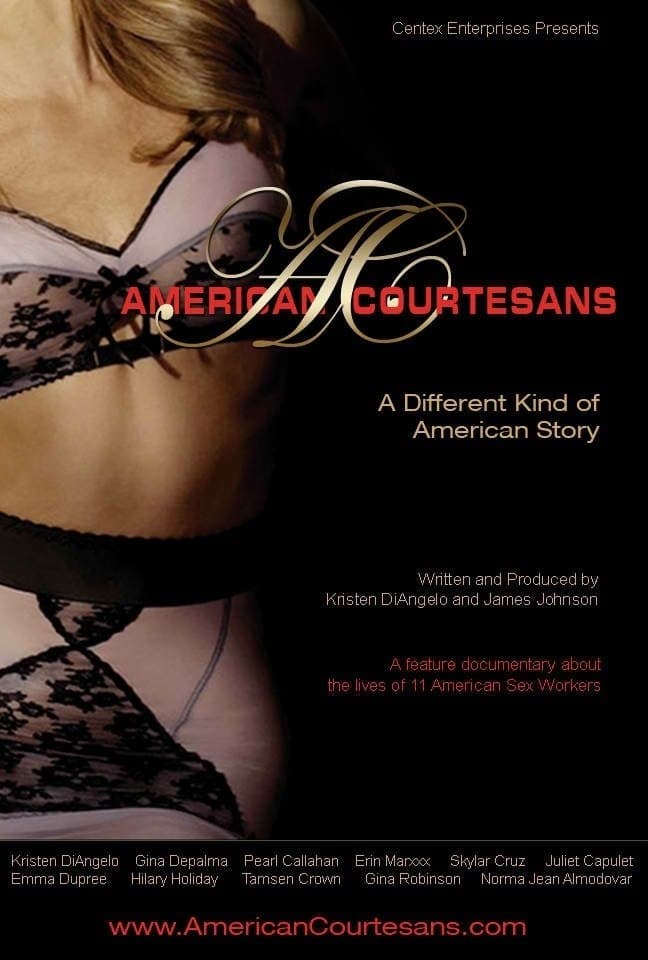 Centex Enterprises Presents
AC
AMERICAN COURTESANS
A Different Kind of
American Story
Written and Produced by
Kristen DiAngelo and James Johnson
A feature documentary about
the lives of 11 American Sex Workers
Kristen DiAngelo Gina Depalma Pearl Callahan Erin Marxxx Skylar Cruz Juliet Capulet
Emma Dupree Hilary Holiday Tamsen Crown Gina Robinson Norma Jean Almodovar
www.AmericanCourtesans.com